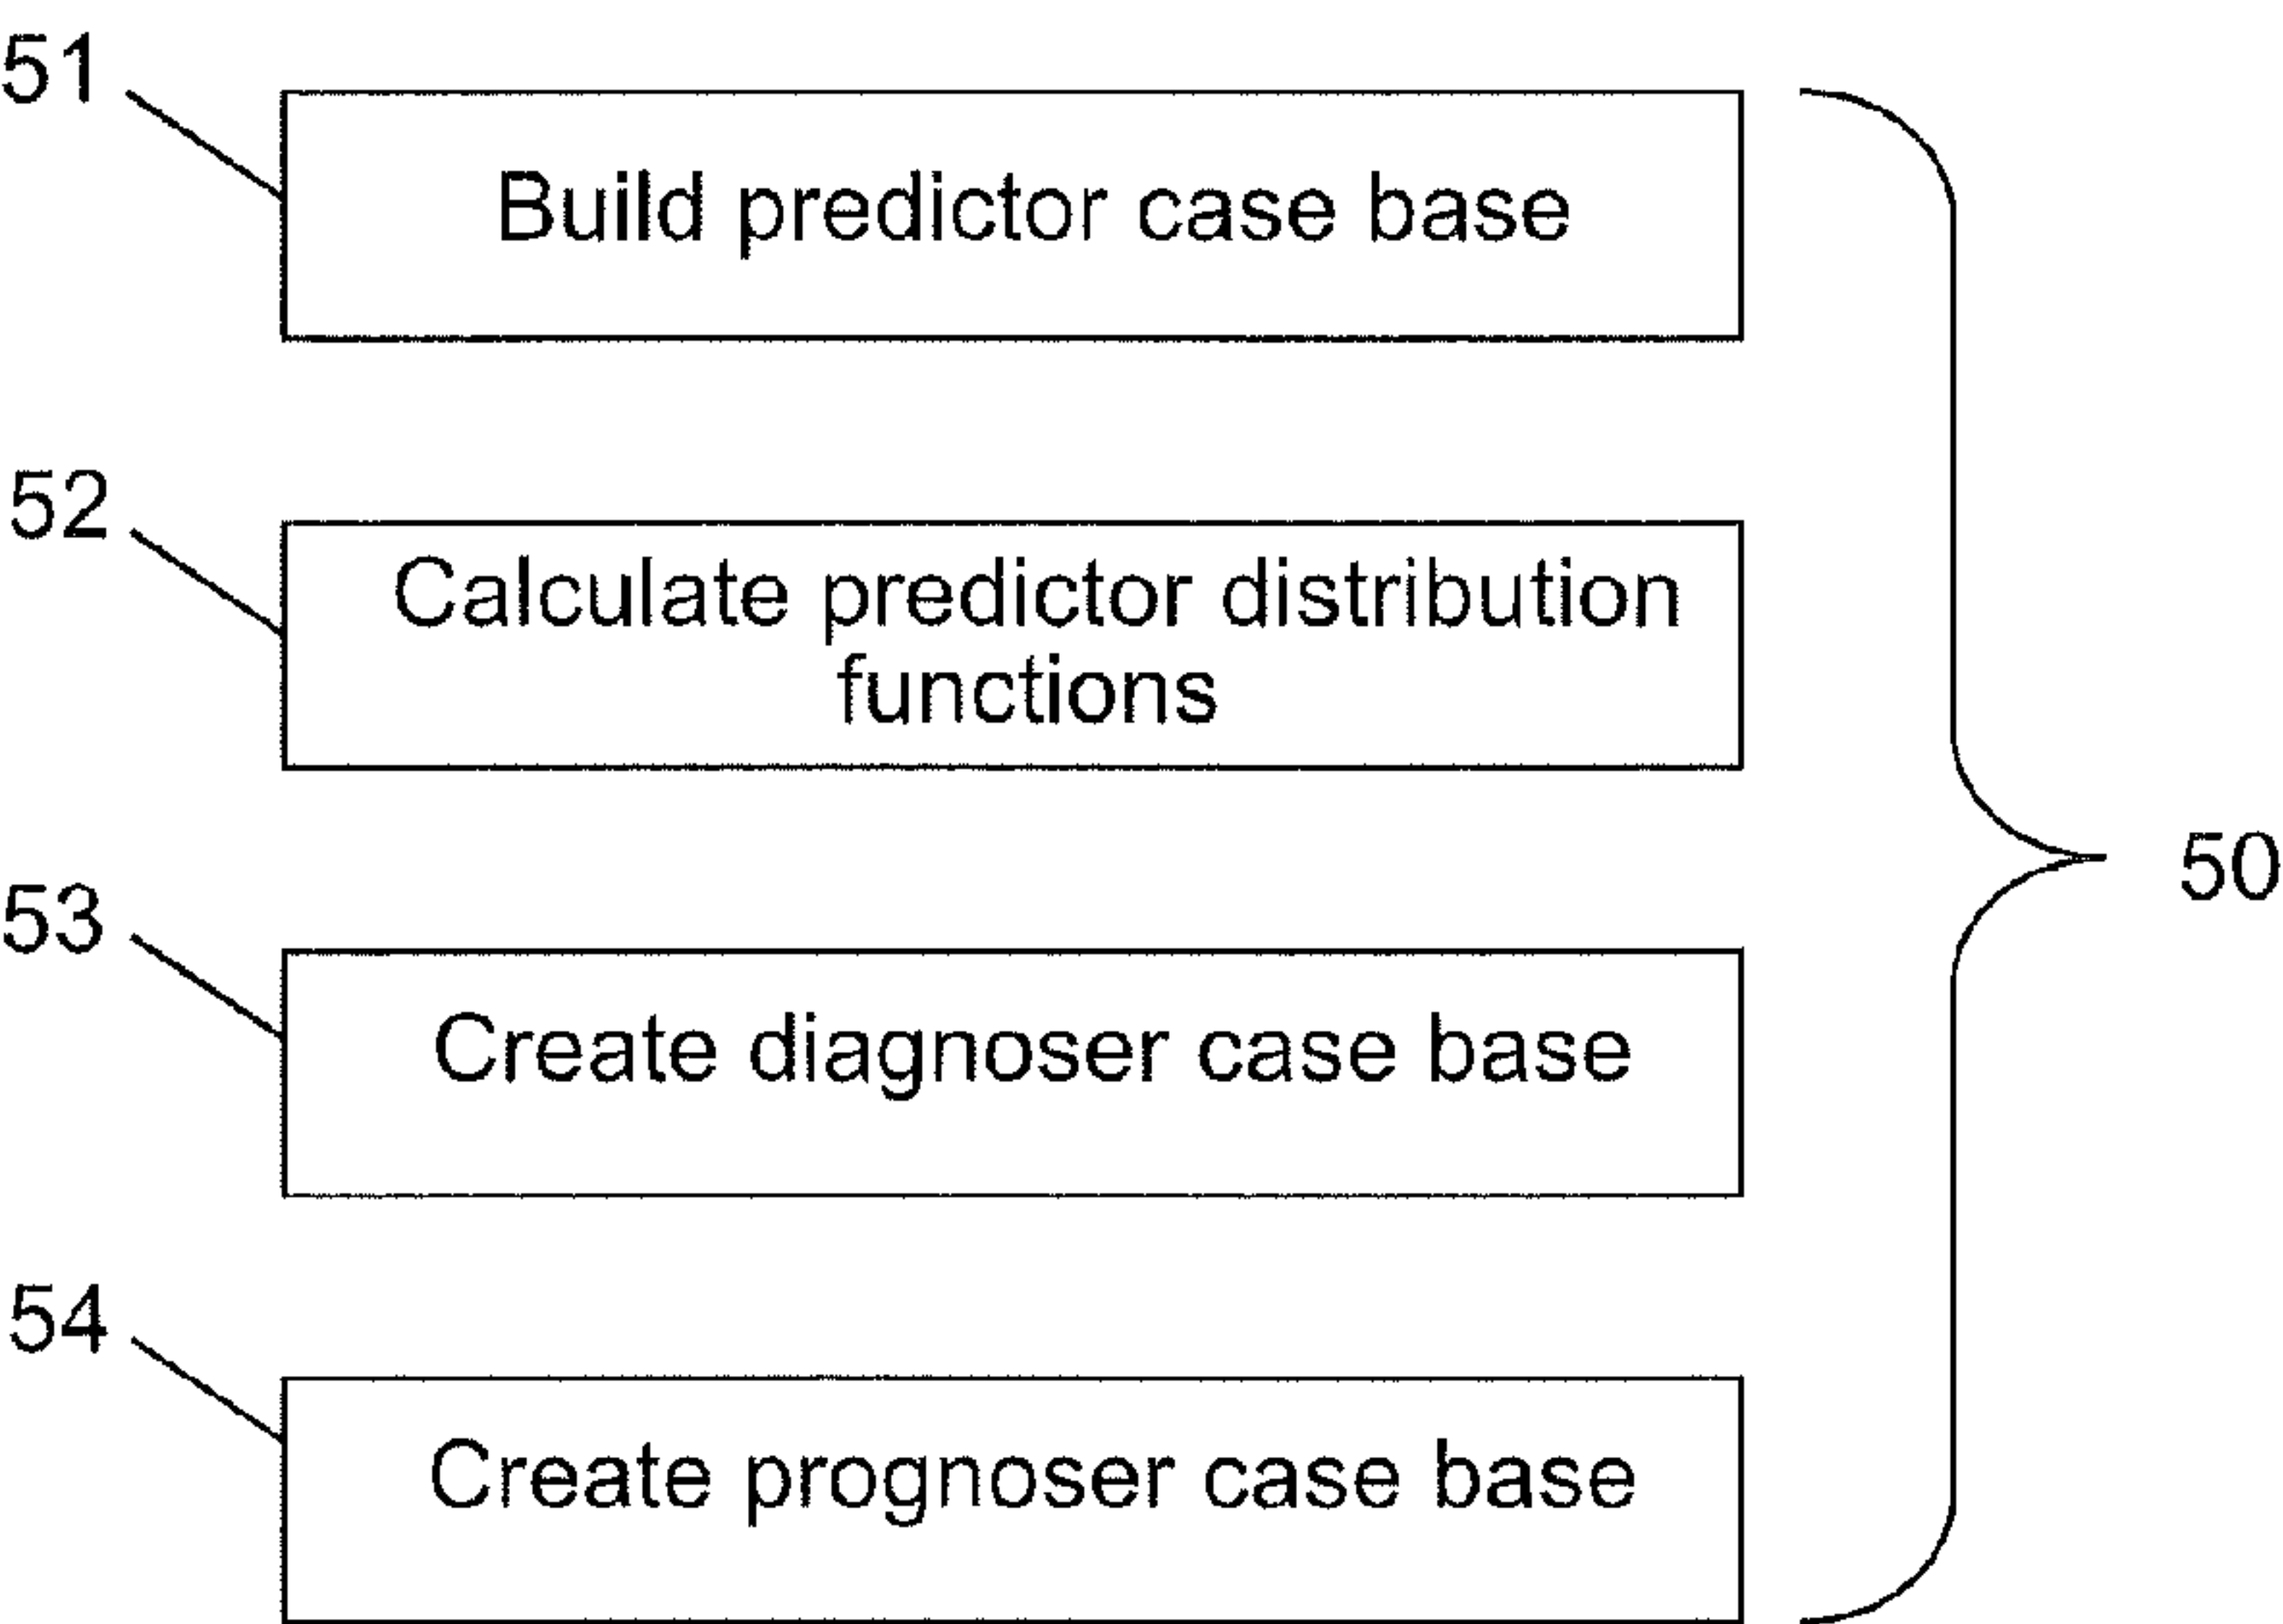 51
Build predictor case base
52
Calculate predictor distribution
functions
50
53
Create diagnoser case base
54
Create prognoser case base